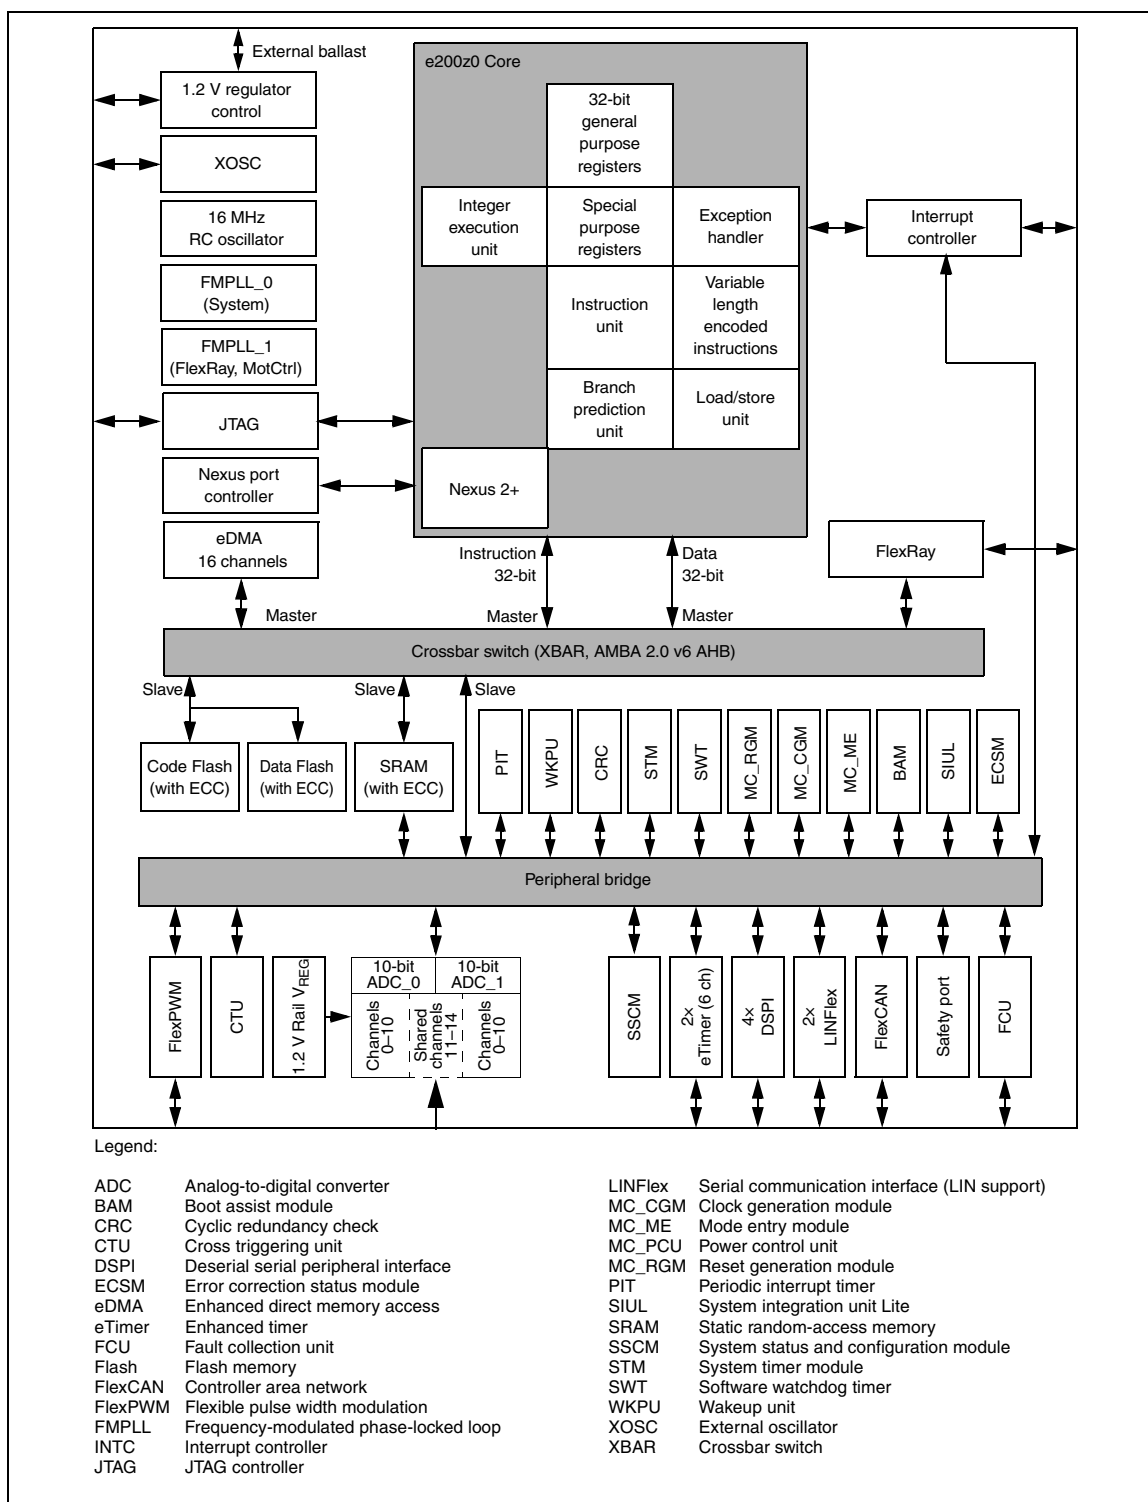 External ballast
1.2 V regulator
control
XOSC
16 MHz
RC oscillator
FMPLL_0
(System)
FMPLL_1
(FlexRay, MotCtrl)
JTAG
Nexus port
controller
eDMA
16 channels
e200z0 Core
32-bit
general
purpose
registers
Integer
execution
unit
Special
purpose
registers
Exception
handler
Instruction
unit
Variable
length
encoded
instructions
Branch
prediction
unit
Load/store
unit
Nexus 2+
Interrupt
controller
FlexRay
Instruction
32-bit
Data
32-bit
Master
Master
Master
Crossbar switch (XBAR, AMBA 2.0 v6 AHB)
Slave
Slave
Slave
Code Flash
(with ECC)
Data Flash
(with ECC)
SRAM
(with ECC)
PIT
WKPU
CRC
STM
SWT
MC_RGM
MC_CGM
MC_ME
BAM
SIUL
ECSM
Peripheral bridge
FlexPWM
CTU
1.2 V Rail VREG
10-bit
ADC_0
10-bit
ADC_1
Channels
0–10
Shared
channels
11–14
Channels
0–10
SSCM
2×
eTimer (6 ch)
4×
DSPI
2×
LINFlex
FlexCAN
Safety port
FCU
Legend:
ADC Analog-to-digital converter
BAM Boot assist module
CRC Cyclic redundancy check
CTU Cross triggering unit
DSPI Deserial serial peripheral interface
ECSM Error correction status module
eDMA Enhanced direct memory access
eTimer Enhanced timer
FCU Fault collection unit
Flash Flash memory
FlexCAN Controller area network
FlexPWM Flexible pulse width modulation
FMPLL Frequency-modulated phase-locked loop
INTC Interrupt controller
JTAG JTAG controller
LINFlex Serial communication interface (LIN support)
MC_CGM Clock generation module
MC_ME Mode entry module
MC_PCU Power control unit
MC_RGM Reset generation module
PIT Periodic interrupt timer
SIUL System integration unit Lite
SRAM Static random-access memory
SSCM System status and configuration module
STM System timer module
SWT Software watchdog timer
WKPU Wakeup unit
XOSC External oscillator
XBAR Crossbar switch